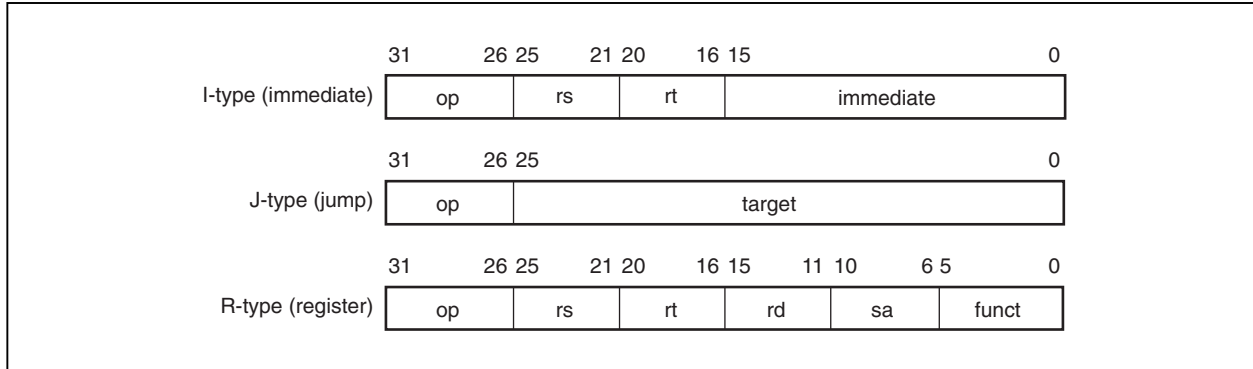 31 26 25 21 20 16 15 0
I-type (immediate) op rs rt immediate
31 26 25 0
J-type (jump) op target
31 26 25 21 20 16 15 11 10 6 5 0
R-type (register) op rs rt rd sa funct